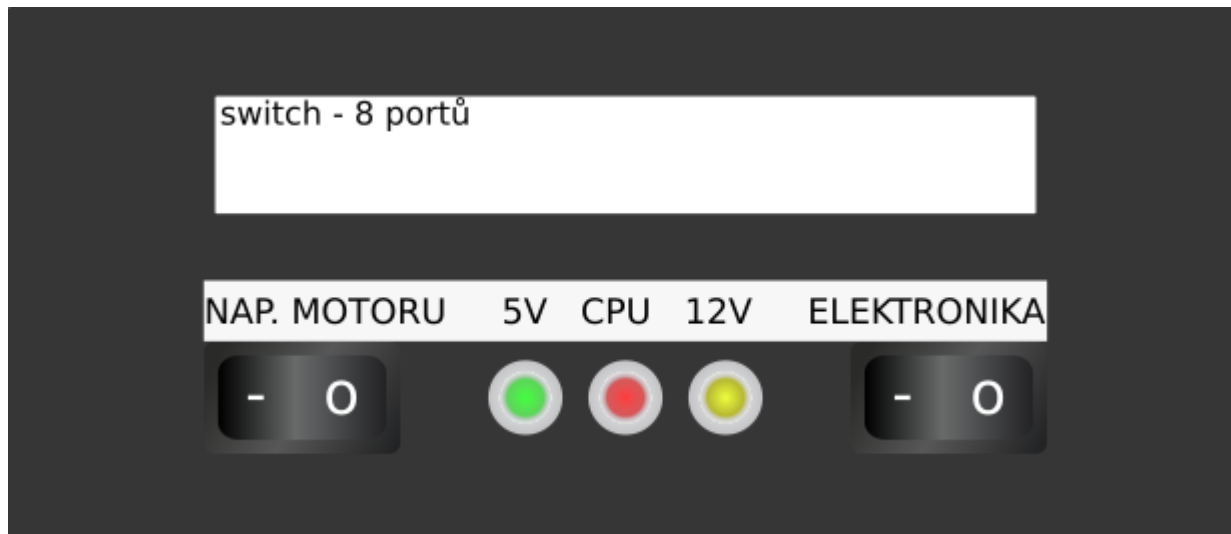 switch - 8 portů
NAP. MOTORU 5V CPU 12V ELEKTRONIKA
- o - o